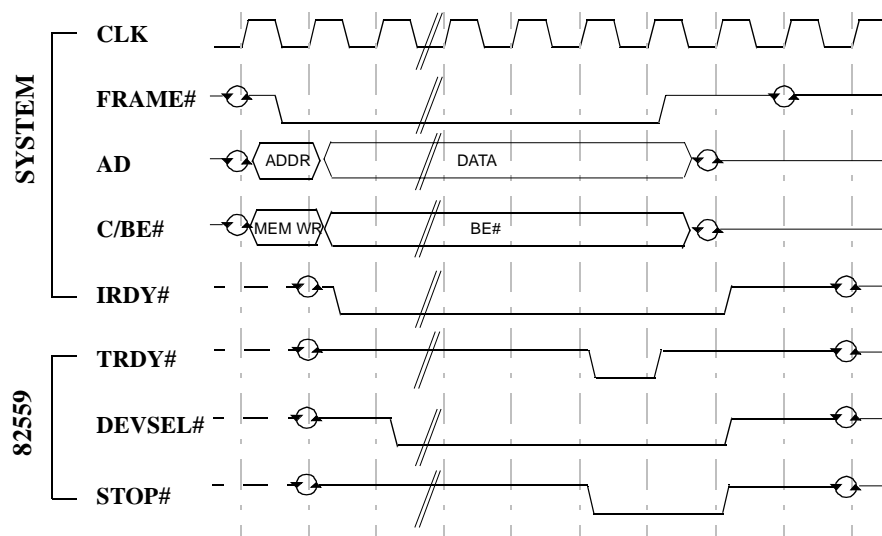 SYSTEM
CLK
FRAME#
AD
ADDR
DATA
C/BE#
MEM WR
BE#
IRDY#
82559
TRDY#
DEVSEL#
STOP#